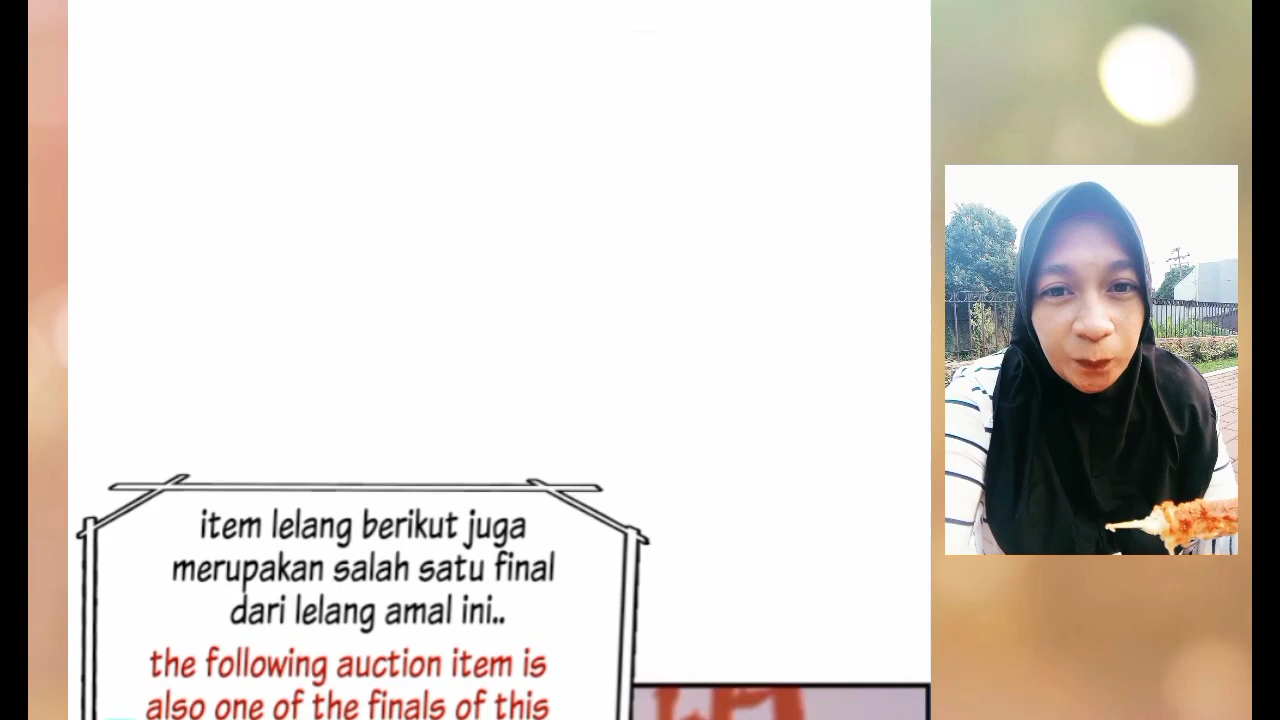 item lelang berikut juga
merupakan salah satu final
dari lelang amal ini..
the following auction item is
also one of the finals of this